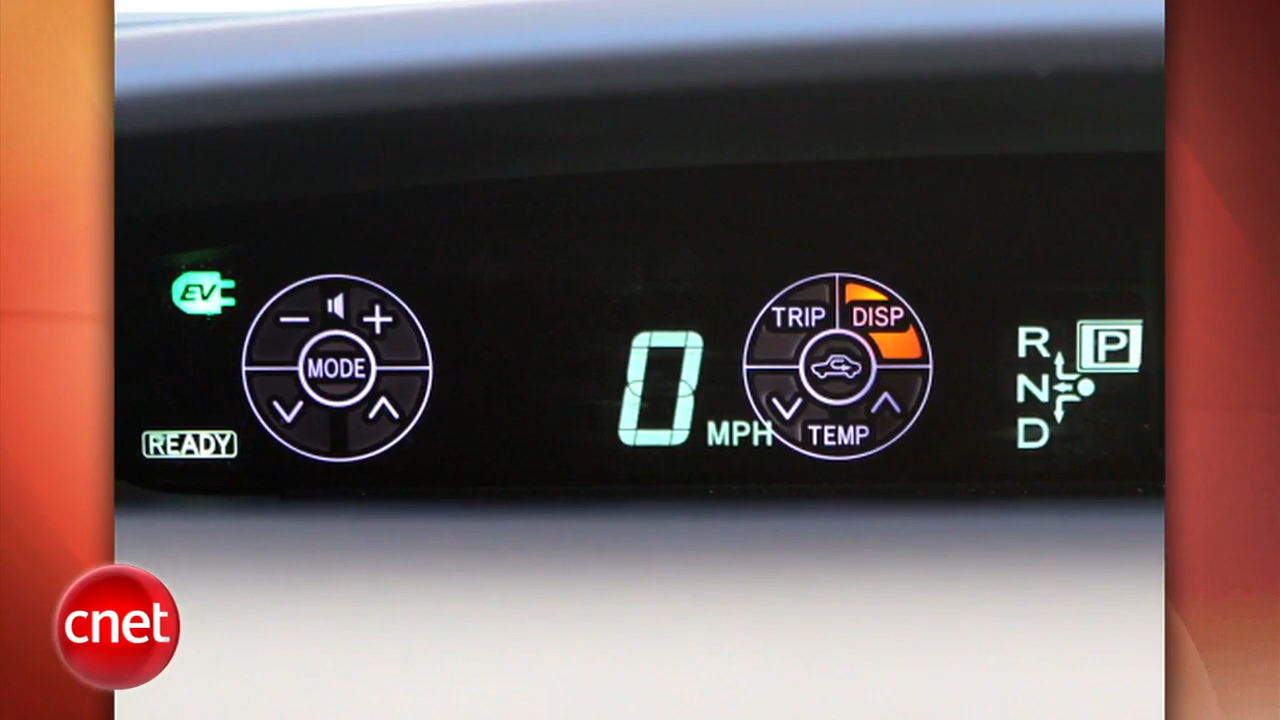 EV
− +
MODE
READY
0 MPH
TRIP DISP
TEMP
R P
N
D
cnet